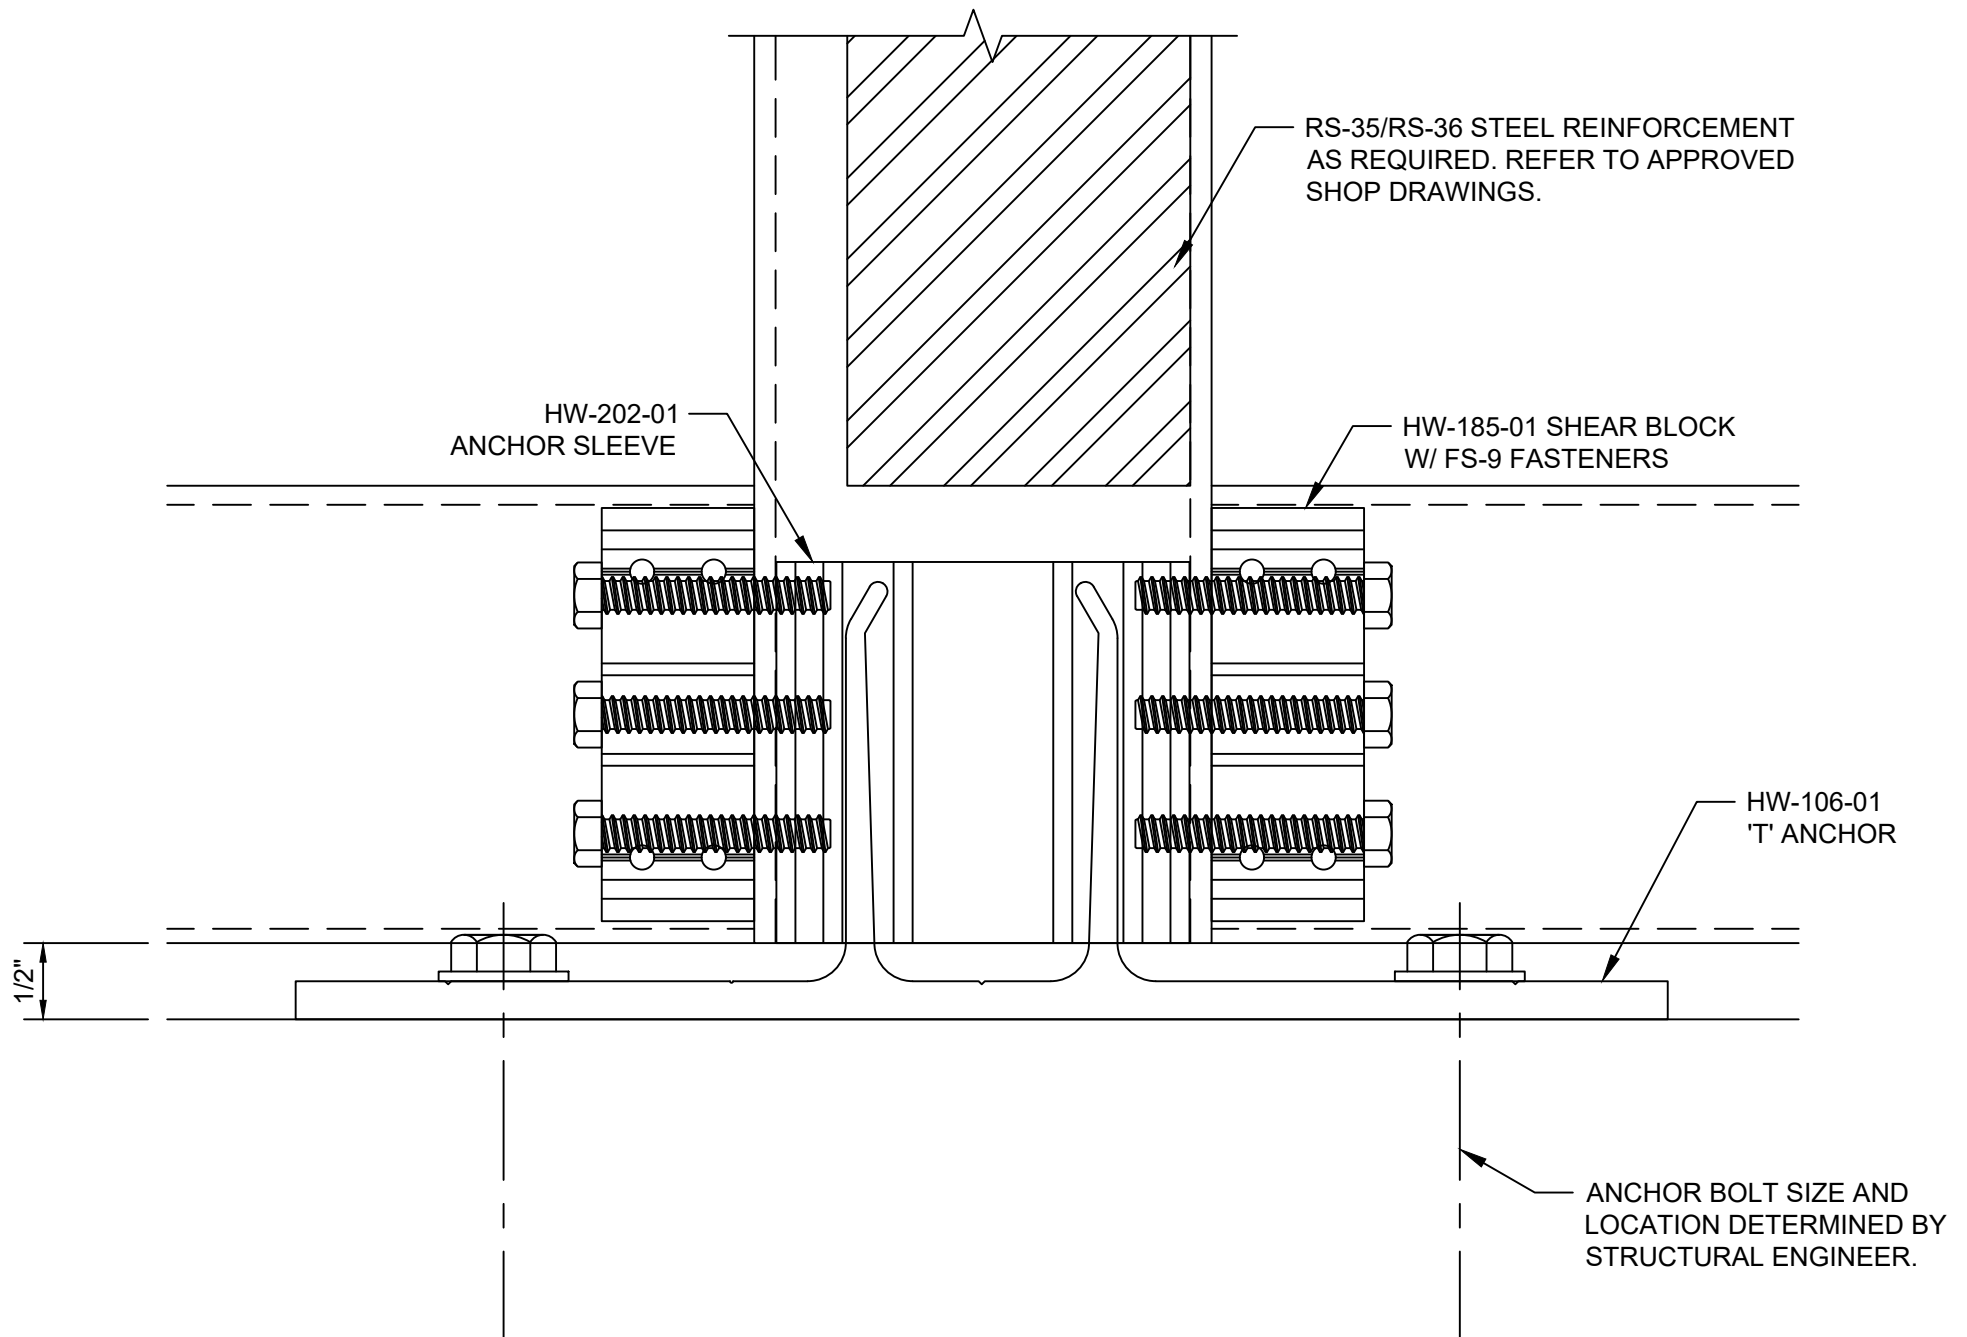 RS-35/RS-36 STEEL REINFORCEMENT
AS REQUIRED. REFER TO APPROVED
SHOP DRAWINGS.
HW-202-01
ANCHOR SLEEVE
HW-185-01 SHEAR BLOCK
W/ FS-9 FASTENERS
HW-106-01
'T' ANCHOR
1/2"
ANCHOR BOLT SIZE AND
LOCATION DETERMINED BY
STRUCTURAL ENGINEER.